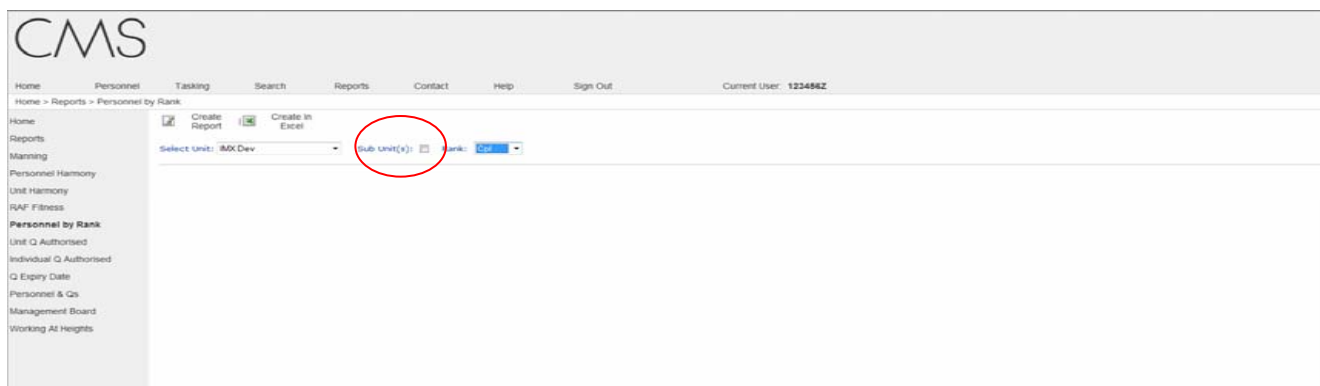 CMS
Home Personnel Tasking Search Reports Contact Help Sign Out Current User: 123456Z
Home > Reports > Personnel by Rank
Home
Reports
Manning
Personnel Harmony
Unit Harmony
RAF Fitness
Personnel by Rank
Unit Q Authorised
Individual Q Authorised
Q Expiry Date
Personnel & Qs
Management Board
Working At Heights
Create Report Create in Excel
Select Unit: IMX Dev Sub Unit(s): Rank: Cpl